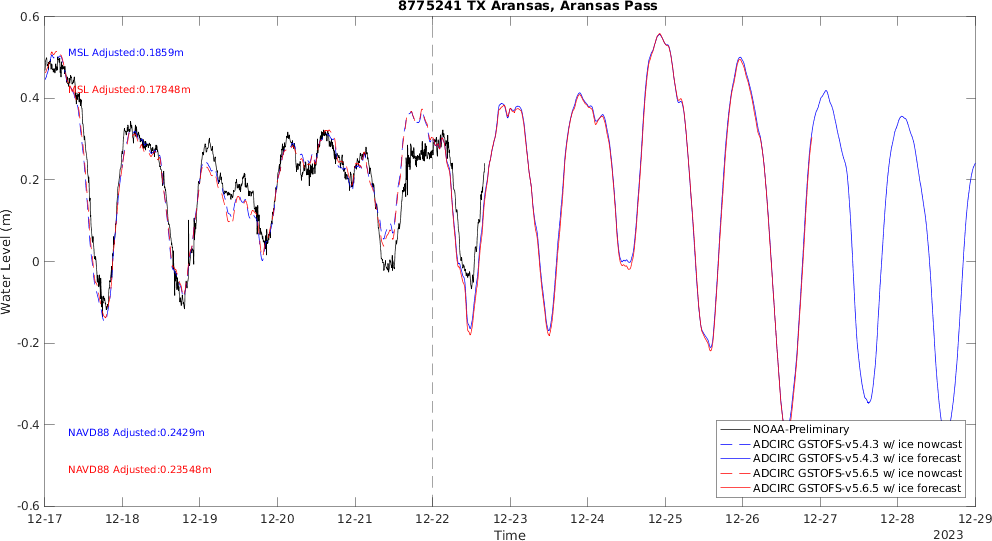 8775241 TX Aransas, Aransas Pass
0.6
0.4
0.2
0
-0.2
-0.4
-0.6
Water Level (m)
MSL Adjusted:0.1859m
MSL Adjusted:0.17848m
NAVD88 Adjusted:0.2429m
NAVD88 Adjusted:0.23548m
NOAA-Preliminary
ADCIRC GSTOFS-v5.4.3 w/ ice nowcast
ADCIRC GSTOFS-v5.4.3 w/ ice forecast
ADCIRC GSTOFS-v5.6.5 w/ ice nowcast
ADCIRC GSTOFS-v5.6.5 w/ ice forecast
12-17 12-18 12-19 12-20 12-21 12-22 12-23 12-24 12-25 12-26 12-27 12-28 12-29
Time
2023